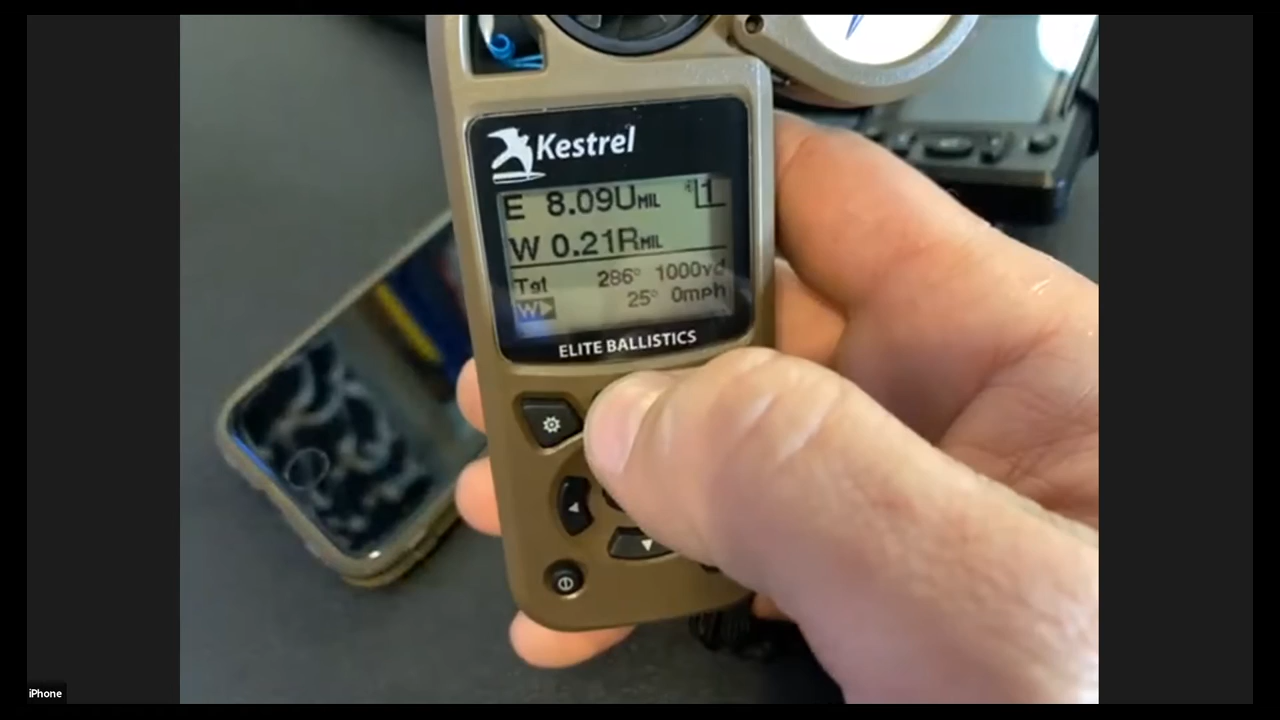 Kestrel
E 8.09U MIL 1
W 0.21R MIL
Tgt 286° 1000yd
W▶ 25° 0mph
ELITE BALLISTICS
iPhone